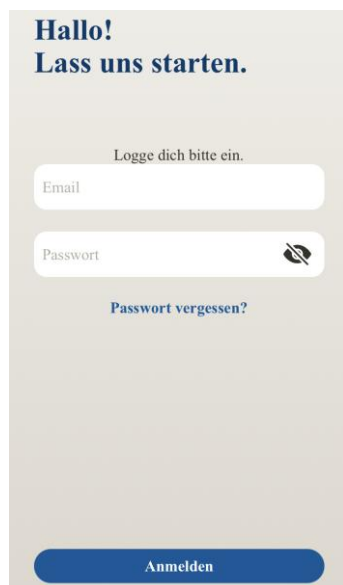 Hallo!
Lass uns starten.
Logge dich bitte ein.
Email
Passwort
Passwort vergessen?
Anmelden